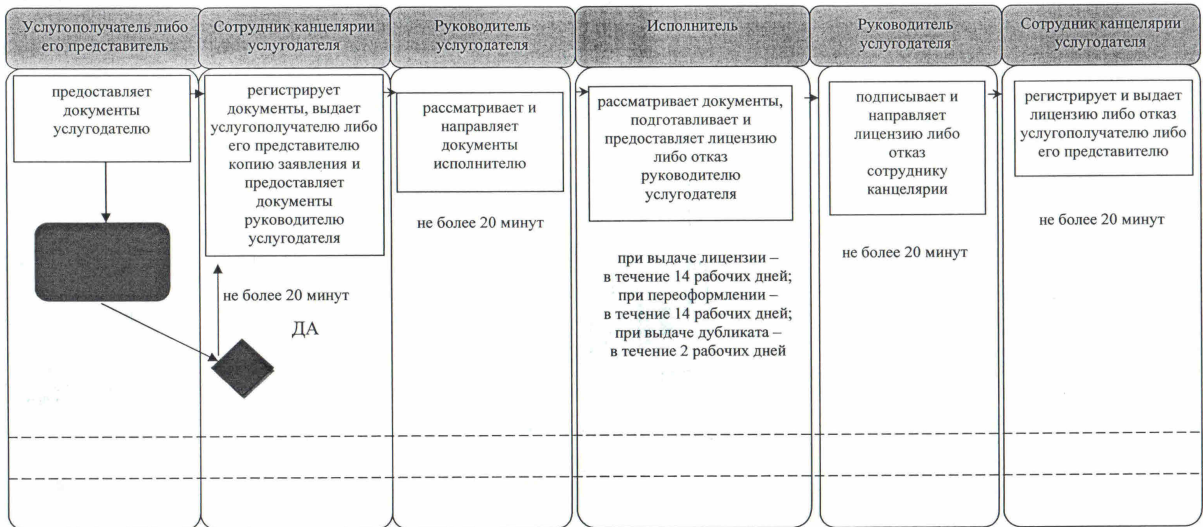 Услугополучатель либо
его представитель
Сотрудник канцелярии
услугодателя
Руководитель
услугодателя
Исполнитель
Руководитель
услугодателя
Сотрудник канцелярии
услугодателя
предоставляет
документы
услугодателю
регистрирует
документы, выдает
услугополучателю либо
его представителю
копию заявления и
предоставляет
документы
руководителю
услугодателя
не более 20 минут
ДА
рассматривает и
направляет
документы
исполнителю
не более 20 минут
рассматривает документы,
подготавливает и
предоставляет лицензию
либо отказ
руководителю
услугодателя
при выдаче лицензии –
в течение 14 рабочих дней;
при переоформлении –
в течение 14 рабочих дней;
при выдаче дубликата –
в течение 2 рабочих дней
подписывает и
направляет
лицензию либо
отказ
сотруднику
канцелярии
не более 20 минут
регистрирует и выдает
лицензию либо отказ
услугополучателю либо
его представителю
не более 20 минут